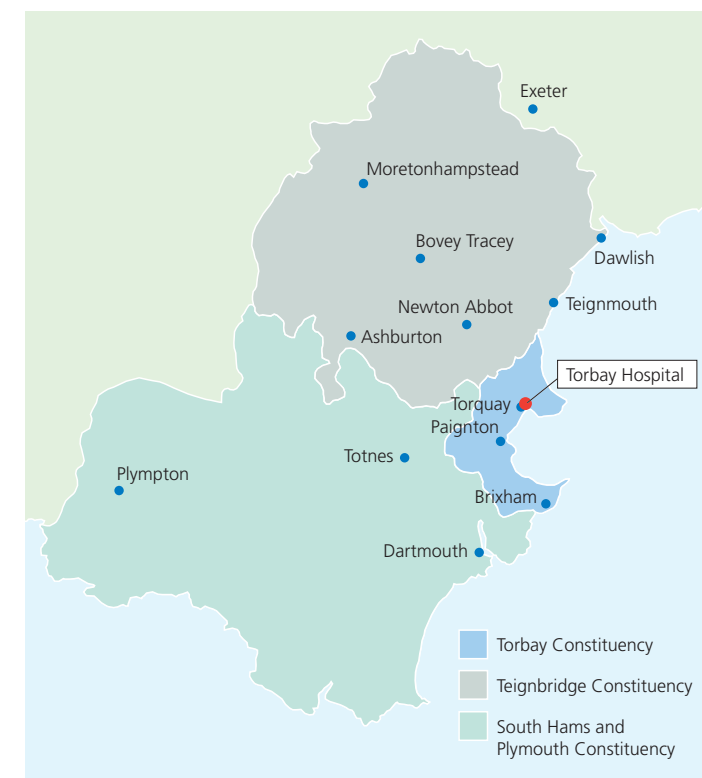 Exeter
Moretonhampstead
Bovey Tracey
Dawlish
Newton Abbot
Teignmouth
Ashburton
Torbay Hospital
Torquay
Paignton
Totnes
Plympton
Brixham
Dartmouth
Torbay Constituency
Teignbridge Constituency
South Hams and
Plymouth Constituency